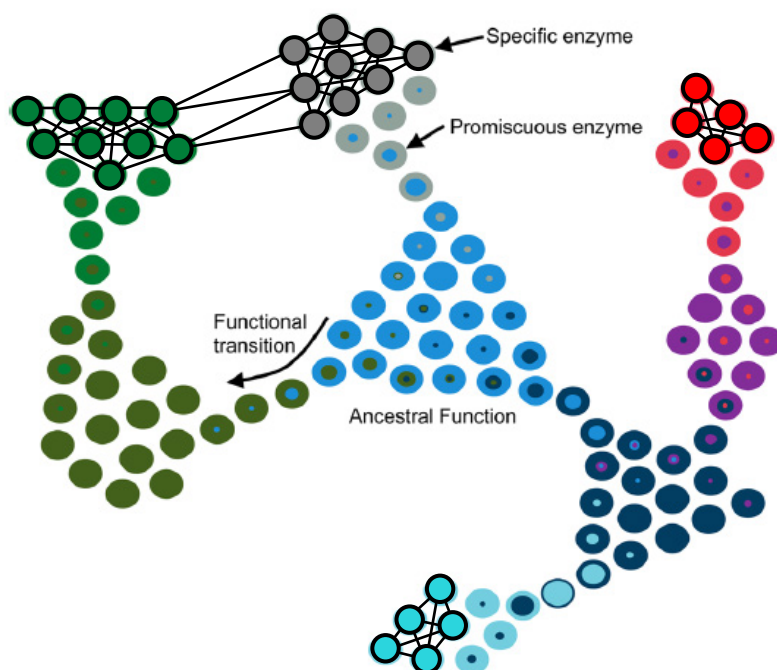 Specific enzyme
Promiscuous enzyme
Functional
transition
Ancestral Function